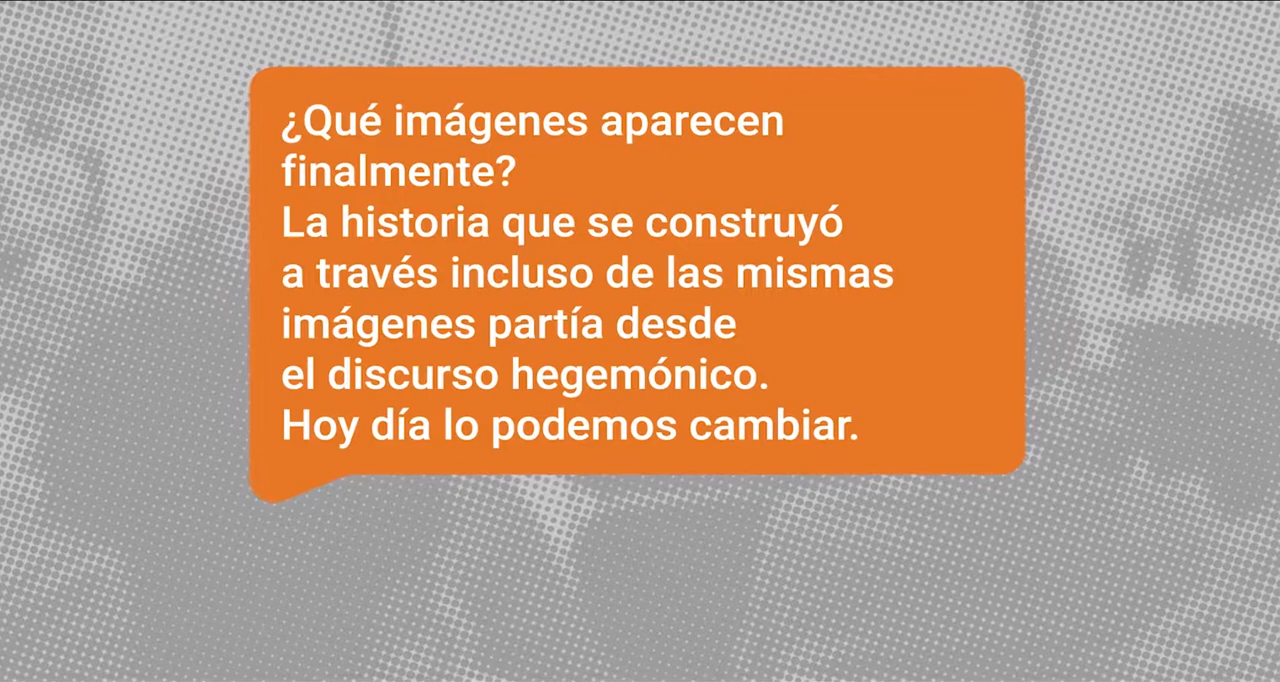 ¿Qué imágenes aparecen
finalmente?
La historia que se construyó
a través incluso de las mismas
imágenes partía desde
el discurso hegemónico.
Hoy día lo podemos cambiar.